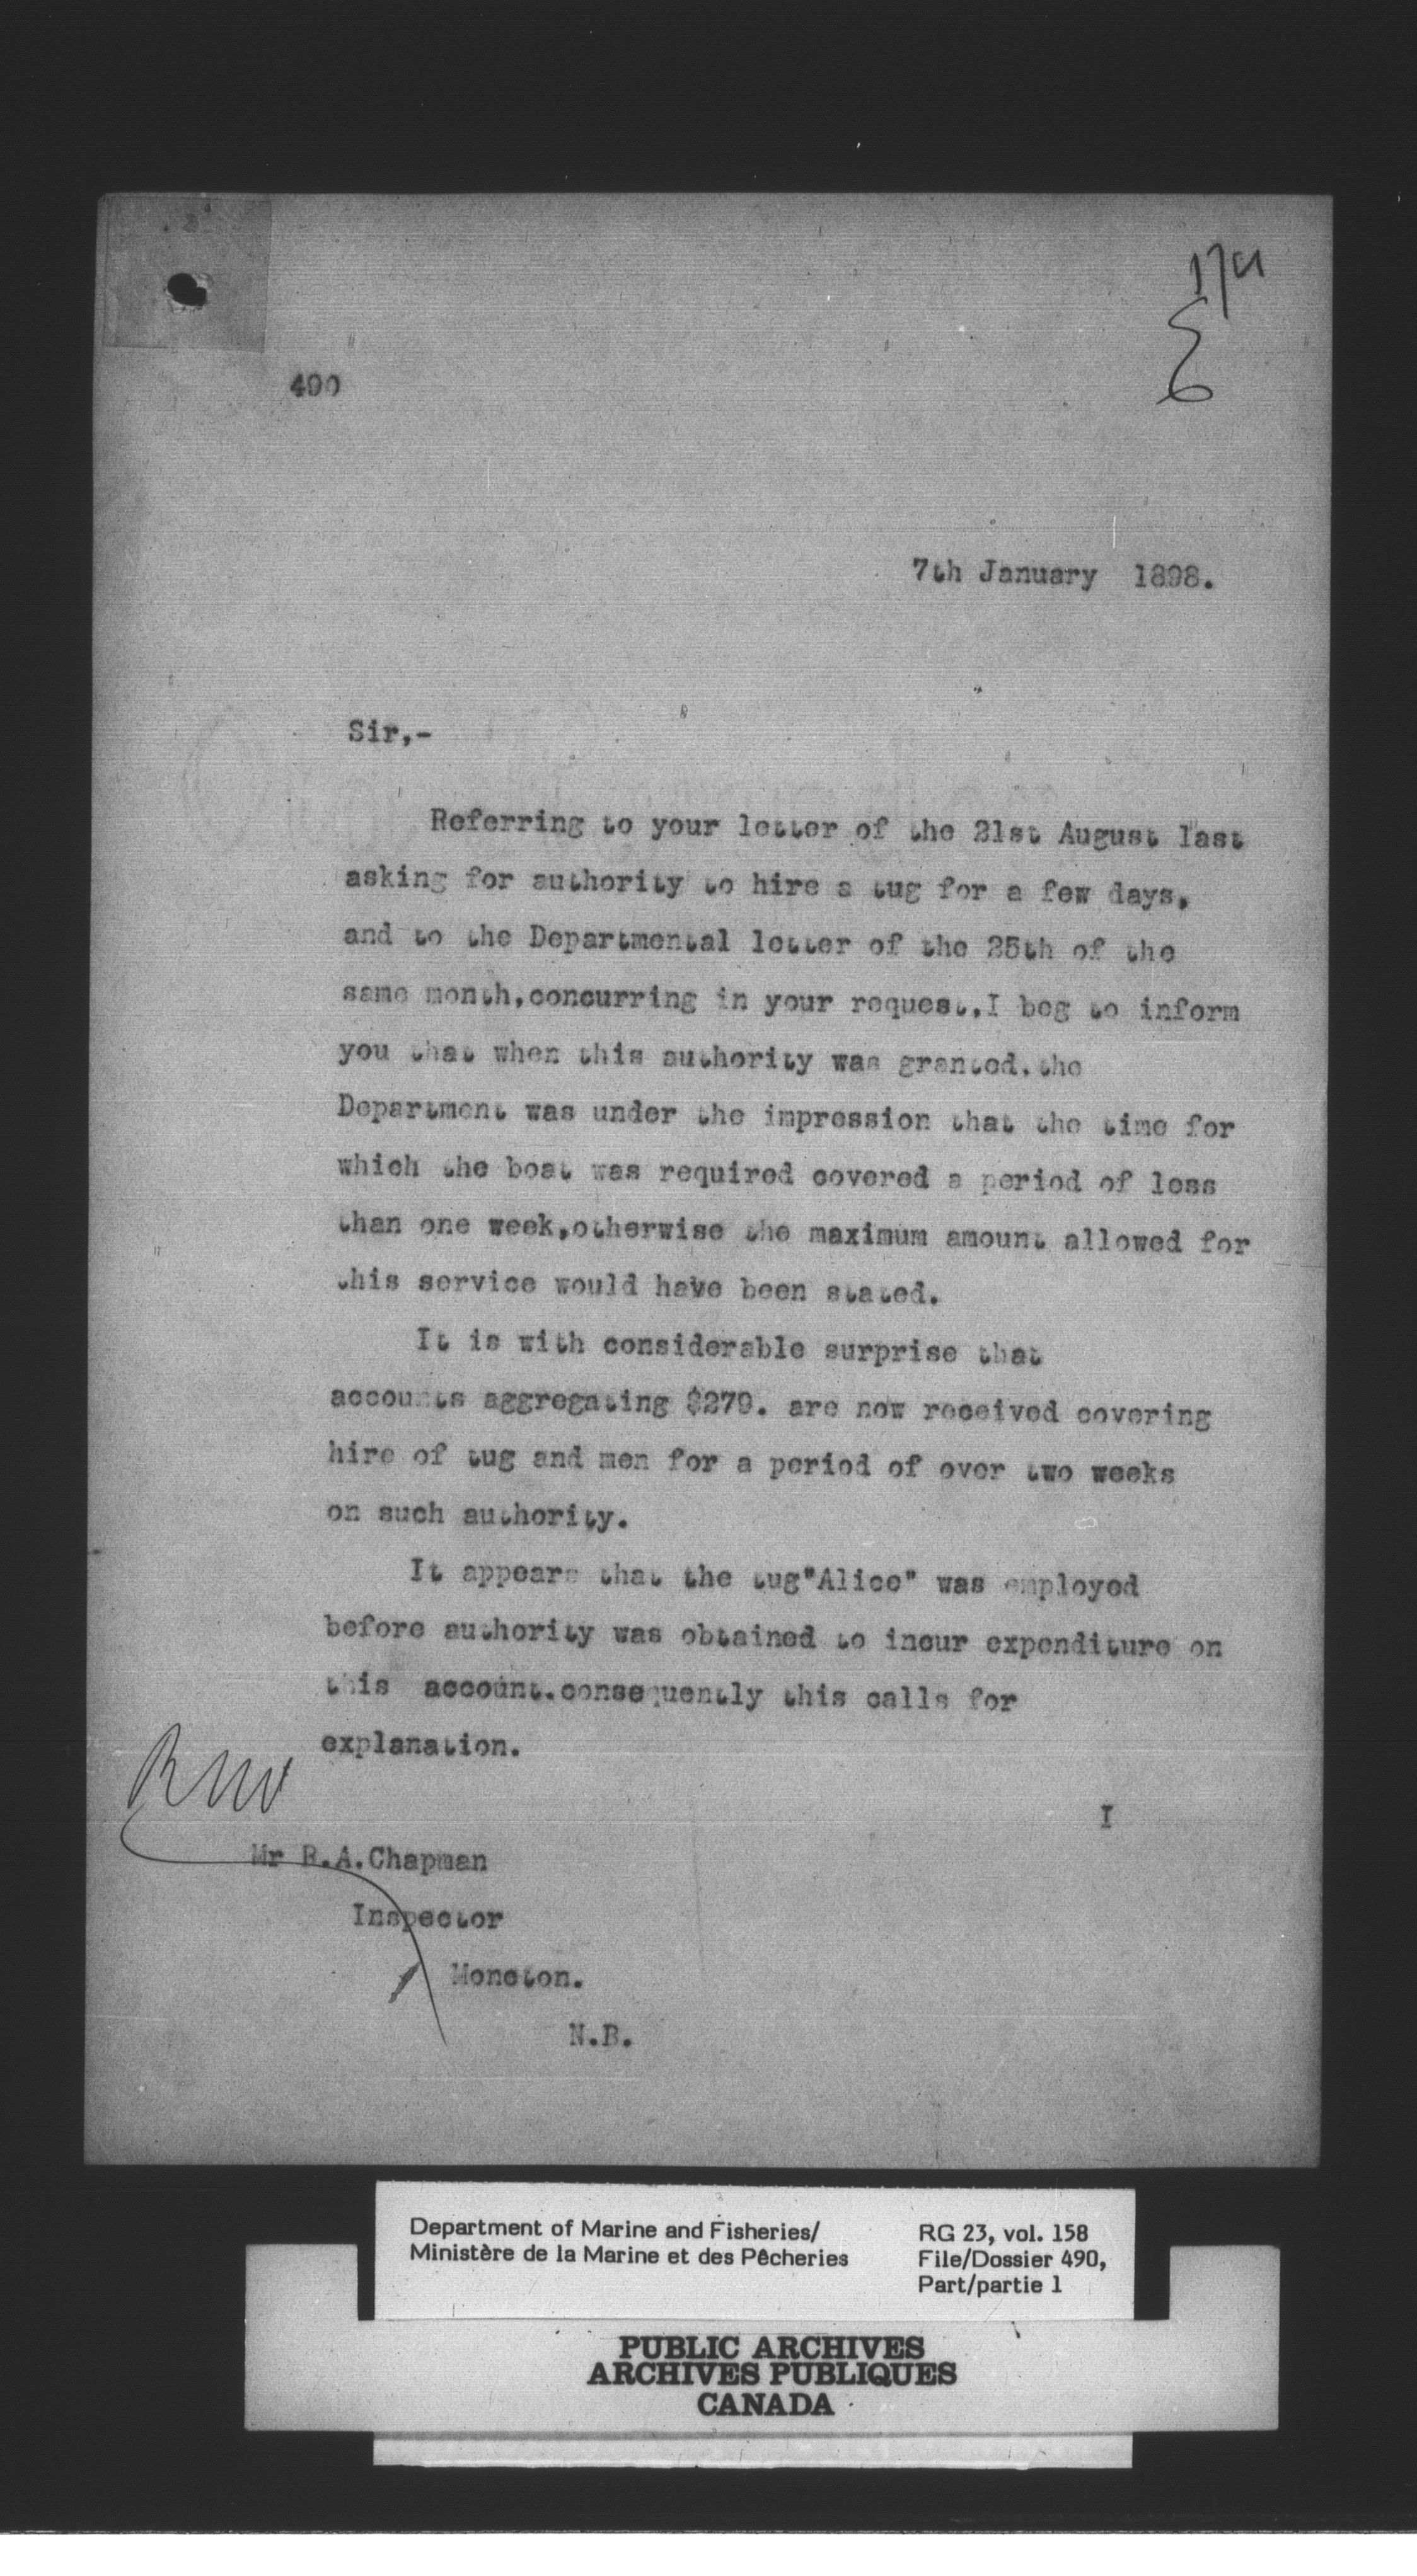 490
7th January 1898.
Sir,-
Referring to your letter of the 21st August last
asking for authority to hire a tug for a few days,
and to the Departmental letter of the 25th of the
same month,concurring in your request,I beg to inform
you that when this authority was granted,the
Department was under the impression that the time for
which the boat was required covered a period of less
than one week,otherwise the maximum amount allowed for
this service would have been stated.
It is with considerable surprise that
accounts aggregating $279. are now received covering
hire of tug and men for a period of over two weeks
on such authority.
It appears that the tug"Alice" was employed
before authority was obtained to incur expenditure on
this account.consequently this calls for
explanation.
I
Mr R.A.Chapman
Inspector
Moncton.
N.B.
Department of Marine and Fisheries/
Ministère de la Marine et des Pêcheries
RG 23, vol. 158
File/Dossier 490,
Part/partie 1
PUBLIC ARCHIVES
ARCHIVES PUBLIQUES
CANADA